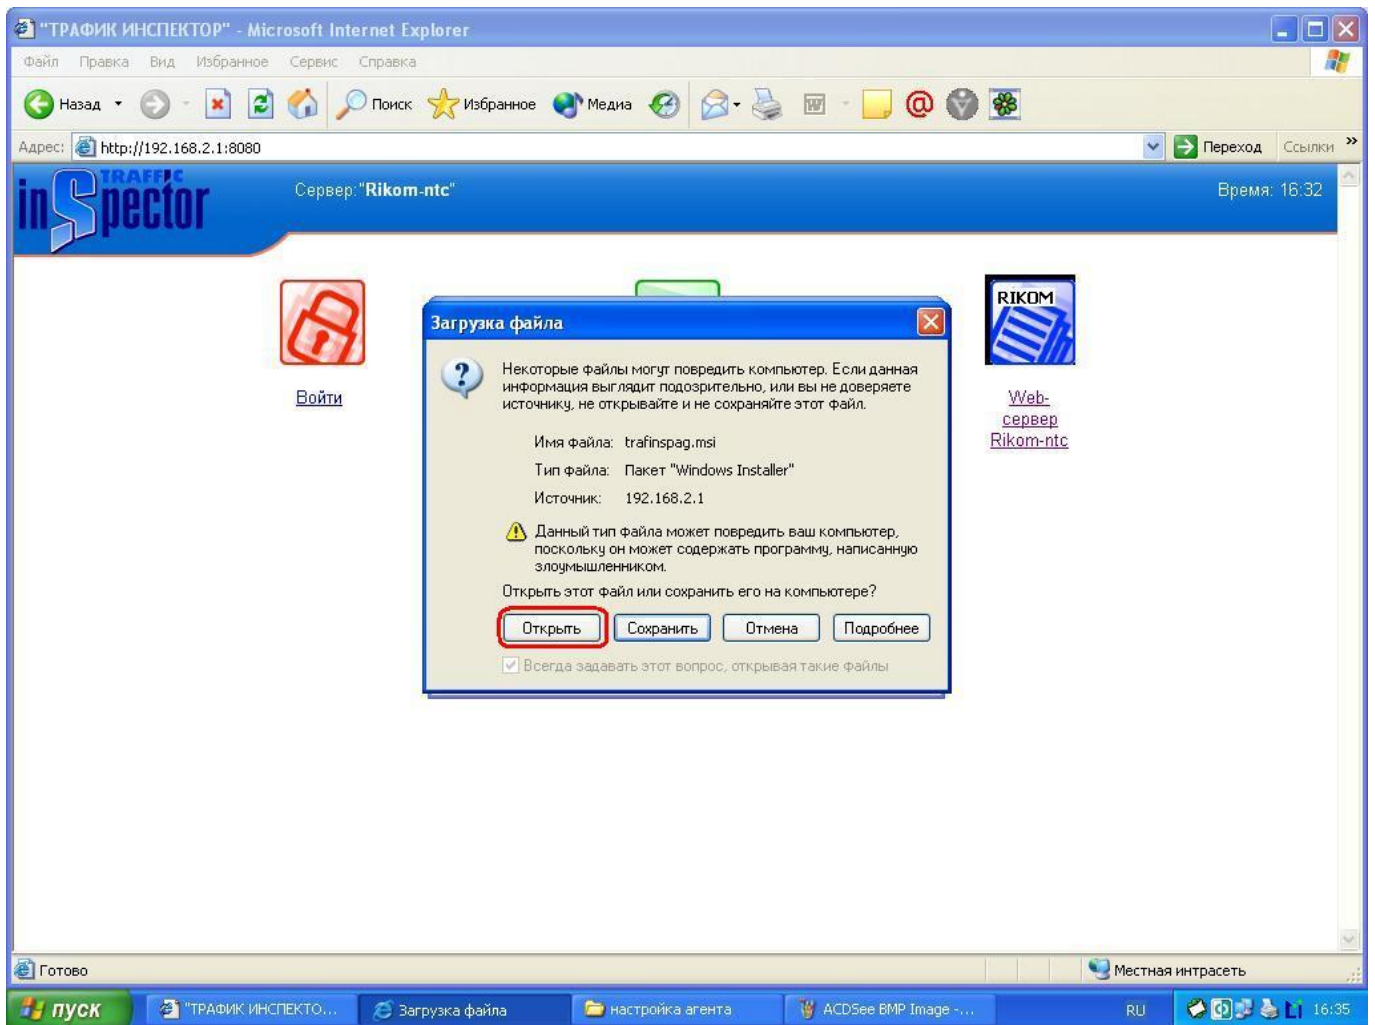 "ТРАФИК ИНСПЕКТОР" - Microsoft Internet Explorer
Файл Правка Вид Избранное Сервис Справка
Назад Поиск Избранное Медиа
Адрес: http://192.168.2.1:8080 Переход Ссылки »
TRAFFIC
inSpector
Сервер:"Rikom-ntc" Время: 16:32
RIKOM
Войти
Web-
сервер
Rikom-ntc
Загрузка файла
Некоторые файлы могут повредить компьютер. Если данная
информация выглядит подозрительно, или вы не доверяете
источнику, не открывайте и не сохраняйте этот файл.
Имя файла: trafinspag.msi
Тип файла: Пакет "Windows Installer"
Источник: 192.168.2.1
Данный тип файла может повредить ваш компьютер,
поскольку он может содержать программу, написанную
злоумышленником.
Открыть этот файл или сохранить его на компьютере?
Открыть Сохранить Отмена Подробнее
Всегда задавать этот вопрос, открывая такие файлы
Готово Местная интрасеть
пуск "ТРАФИК ИНСПЕКТО... Загрузка файла настройка агента ACDSee BMP Image -... RU 16:35